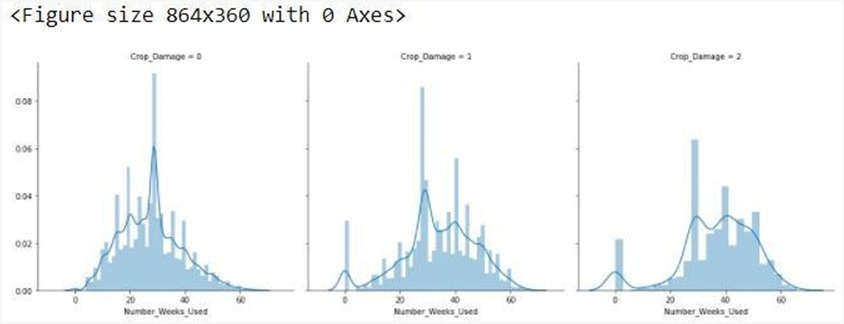 <Figure size 864x360 with 0 Axes>
Crop_Damage = 0
Crop_Damage = 1
Crop_Damage = 2
0.08
0.06
0.04
0.02
0.00
0 20 40 60
0 20 40 60
0 20 40 60
Number_Weeks_Used
Number_Weeks_Used
Number_Weeks_Used